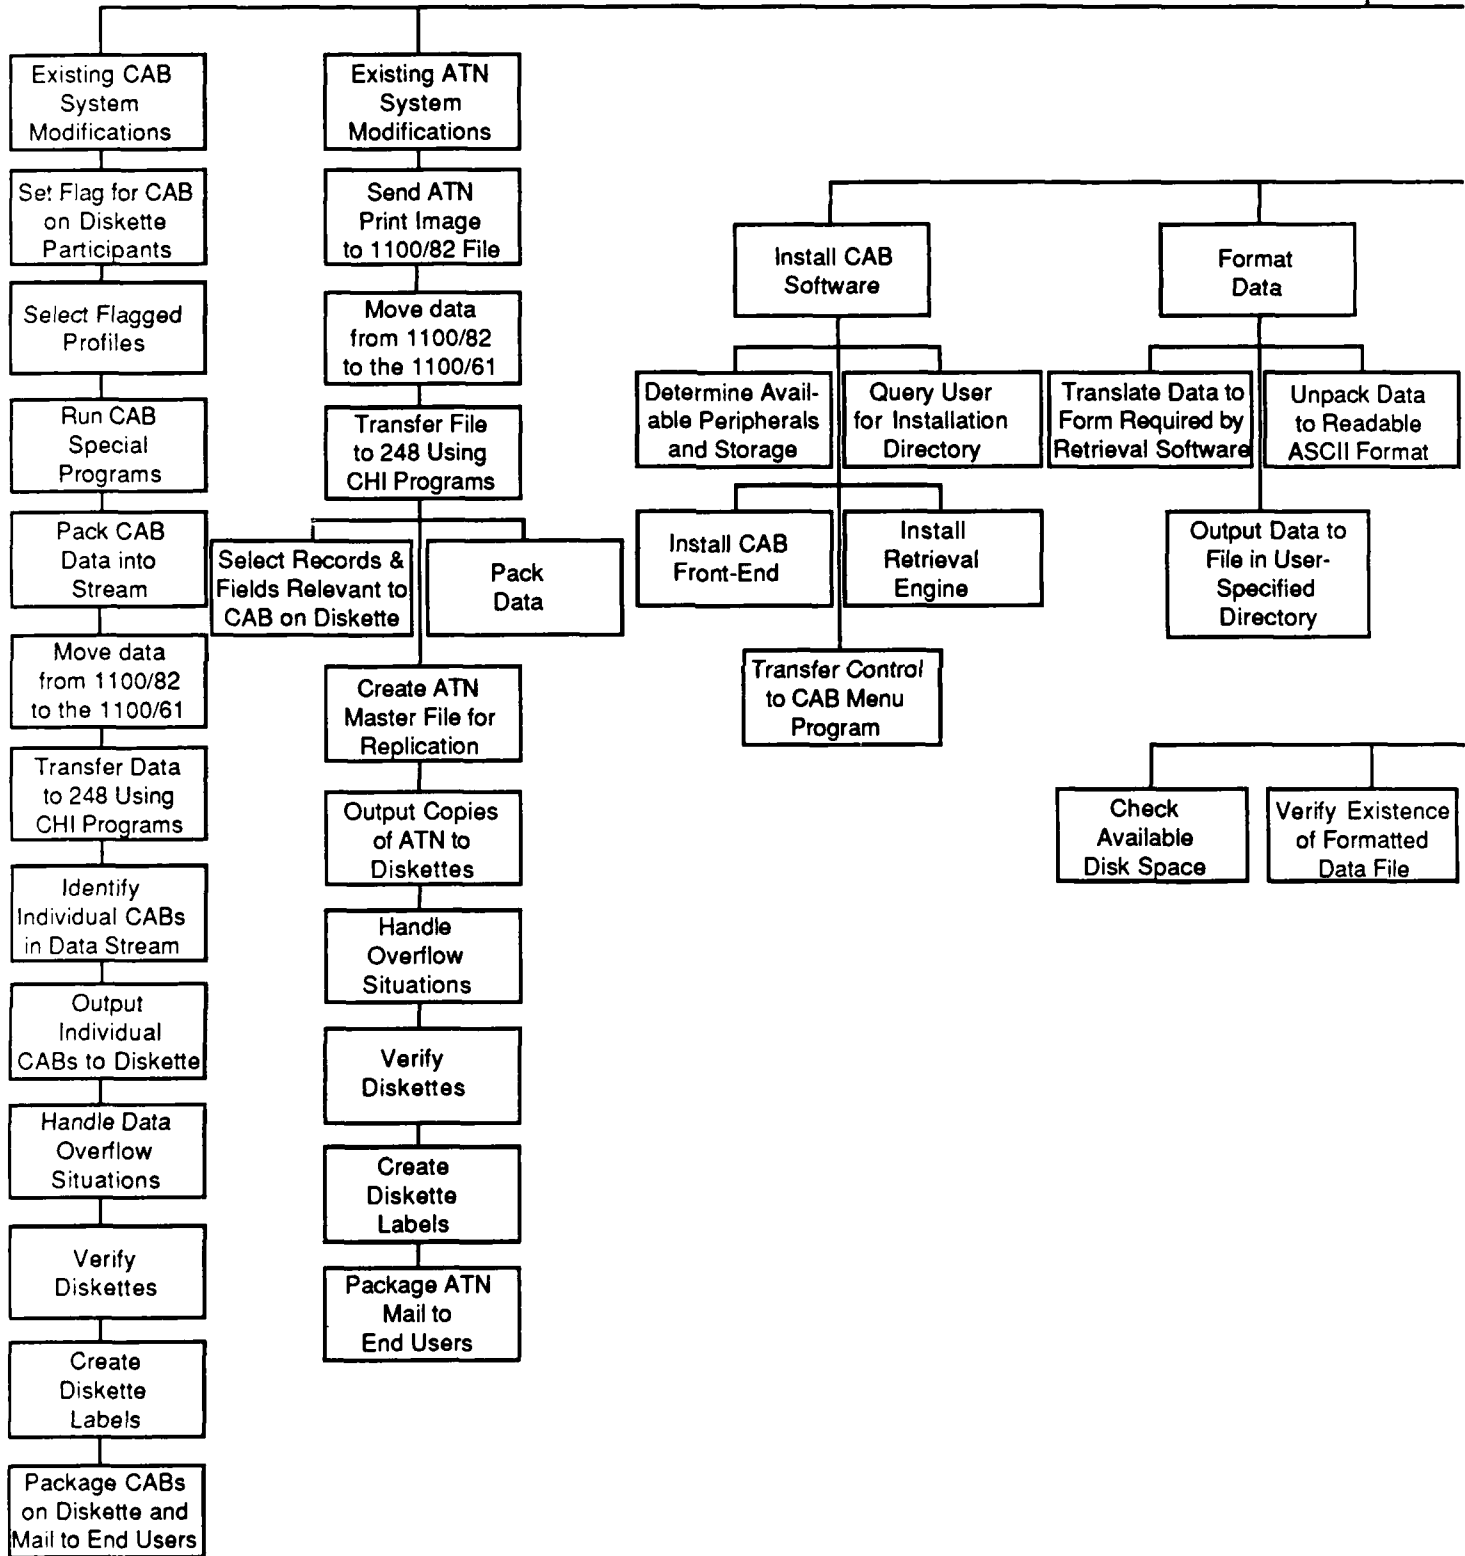 Existing CAB
System
Modifications
Set Flag for CAB
on Diskette
Participants
Select Flagged
Profiles
Run CAB
Special
Programs
Pack CAB
Data into
Stream
Move data
from 1100/82
to the 1100/61
Transfer Data
to 248 Using
CHI Programs
Identify
Individual CABs
in Data Stream
Output
Individual
CABs to Diskette
Handle Data
Overflow
Situations
Verify
Diskettes
Create
Diskette
Labels
Package CABs
on Diskette and
Mail to End Users
Existing ATN
System
Modifications
Send ATN
Print Image
to 1100/82 File
Move data
from 1100/82
to the 1100/61
Transfer File
to 248 Using
CHI Programs
Select Records &
Fields Relevant to
CAB on Diskette
Pack
Data
Create ATN
Master File for
Replication
Output Copies
of ATN to
Diskettes
Handle
Overflow
Situations
Verify
Diskettes
Create
Diskette
Labels
Package ATN
Mail to
End Users
Install CAB
Software
Determine Avail-
able Peripherals
and Storage
Query User
for Installation
Directory
Install CAB
Front-End
Install
Retrieval
Engine
Transfer Control
to CAB Menu
Program
Format
Data
Translate Data to
Form Required by
Retrieval Software
Unpack Data
to Readable
ASCII Format
Output Data to
File in User-
Specified
Directory
Check
Available
Disk Space
Verify Existence
of Formatted
Data File